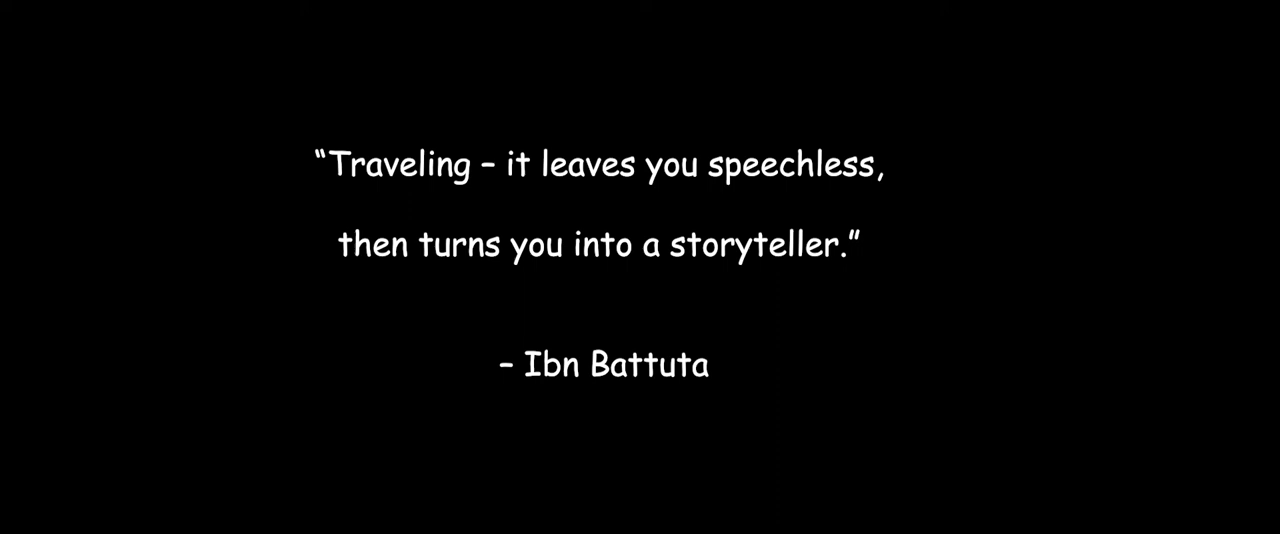 “Traveling – it leaves you speechless,
then turns you into a storyteller.”
– Ibn Battuta